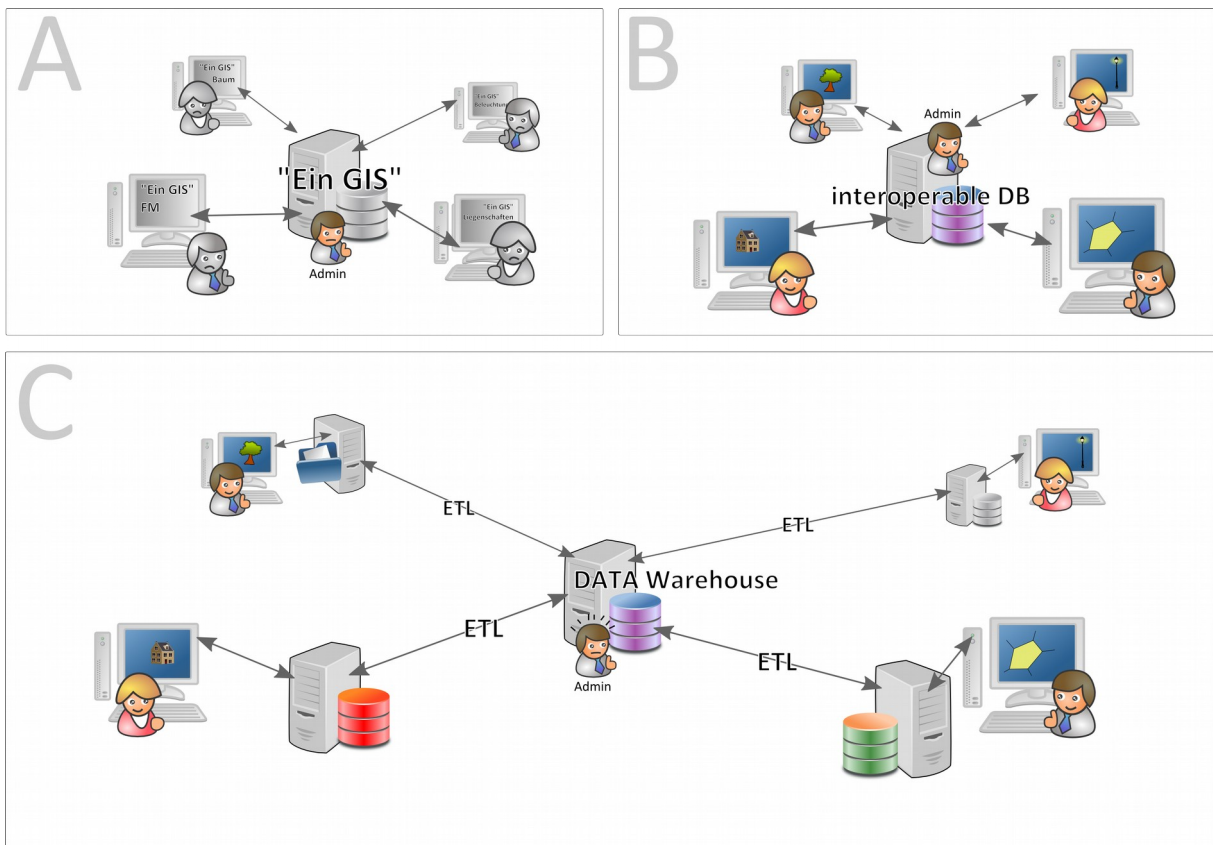 A
"Ein GIS"
Baum
"Ein GIS"
Beleuchtung
"Ein GIS"
"Ein GIS"
FM
"Ein GIS"
Liegenschaften
Admin
B
Admin
interoperable DB
C
ETL
ETL
DATA Warehouse
ETL
ETL
Admin